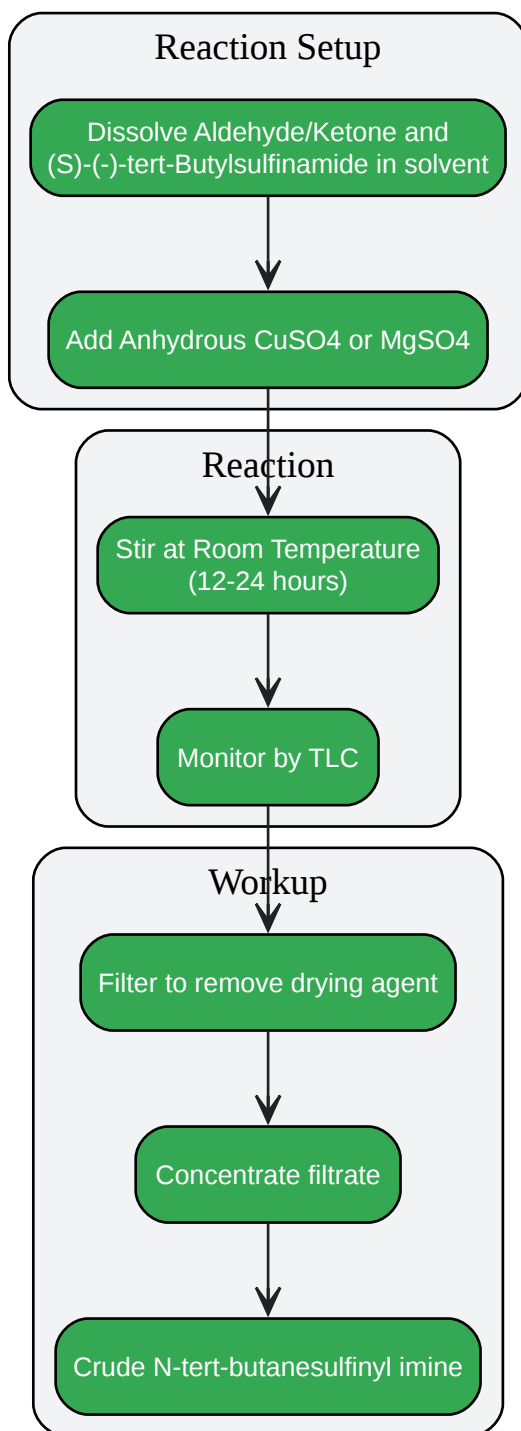 Reaction Setup
Dissolve Aldehyde/Ketone and
(S)-(-)-tert-Butylsulfinamide in solvent
Add Anhydrous CuSO4 or MgSO4
Reaction
Stir at Room Temperature
(12-24 hours)
Monitor by TLC
Workup
Filter to remove drying agent
Concentrate filtrate
Crude N-tert-butanesulfinyl imine